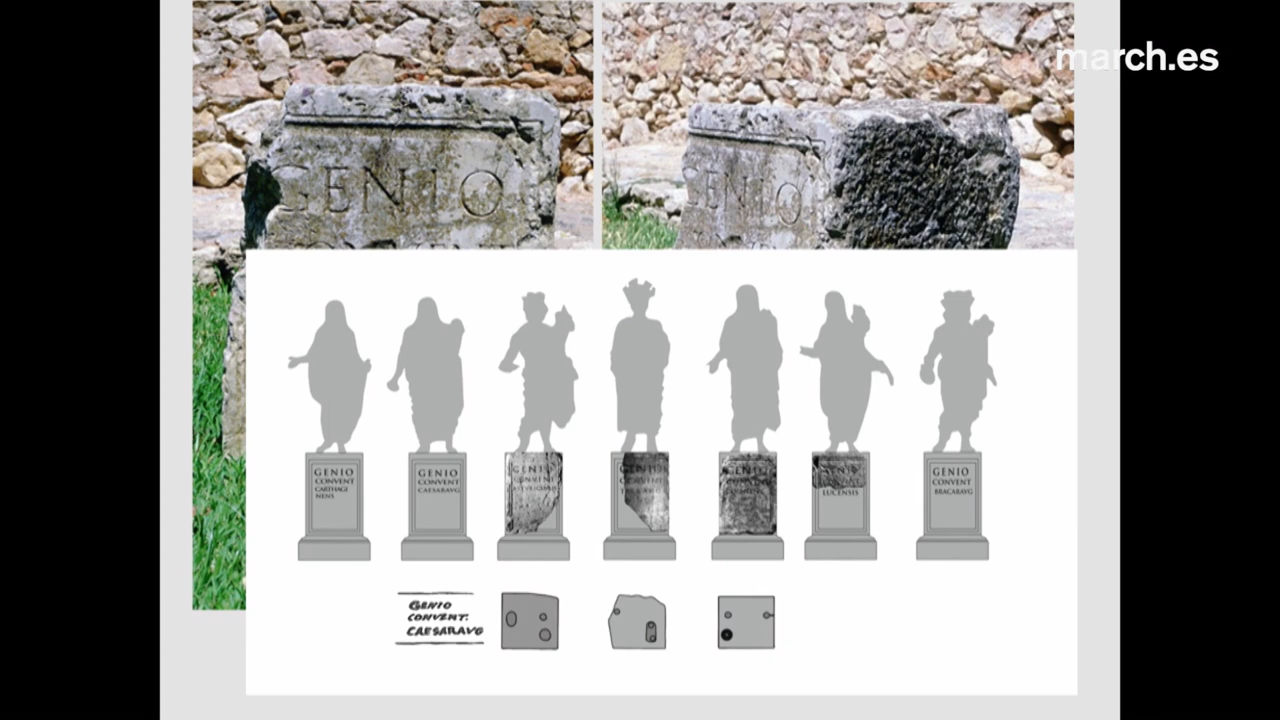 march.es
GENIO
GENIO
GENIO
CONVENT
CARTHAGI
NENS
GENIO
CONVENT
CAESARAVG
GENIO
CONVENT
GENIO
LUCENSIS
GENIO
CONVENT
BRACARAVG
GENIO
CONVENT.
CAESARAVG